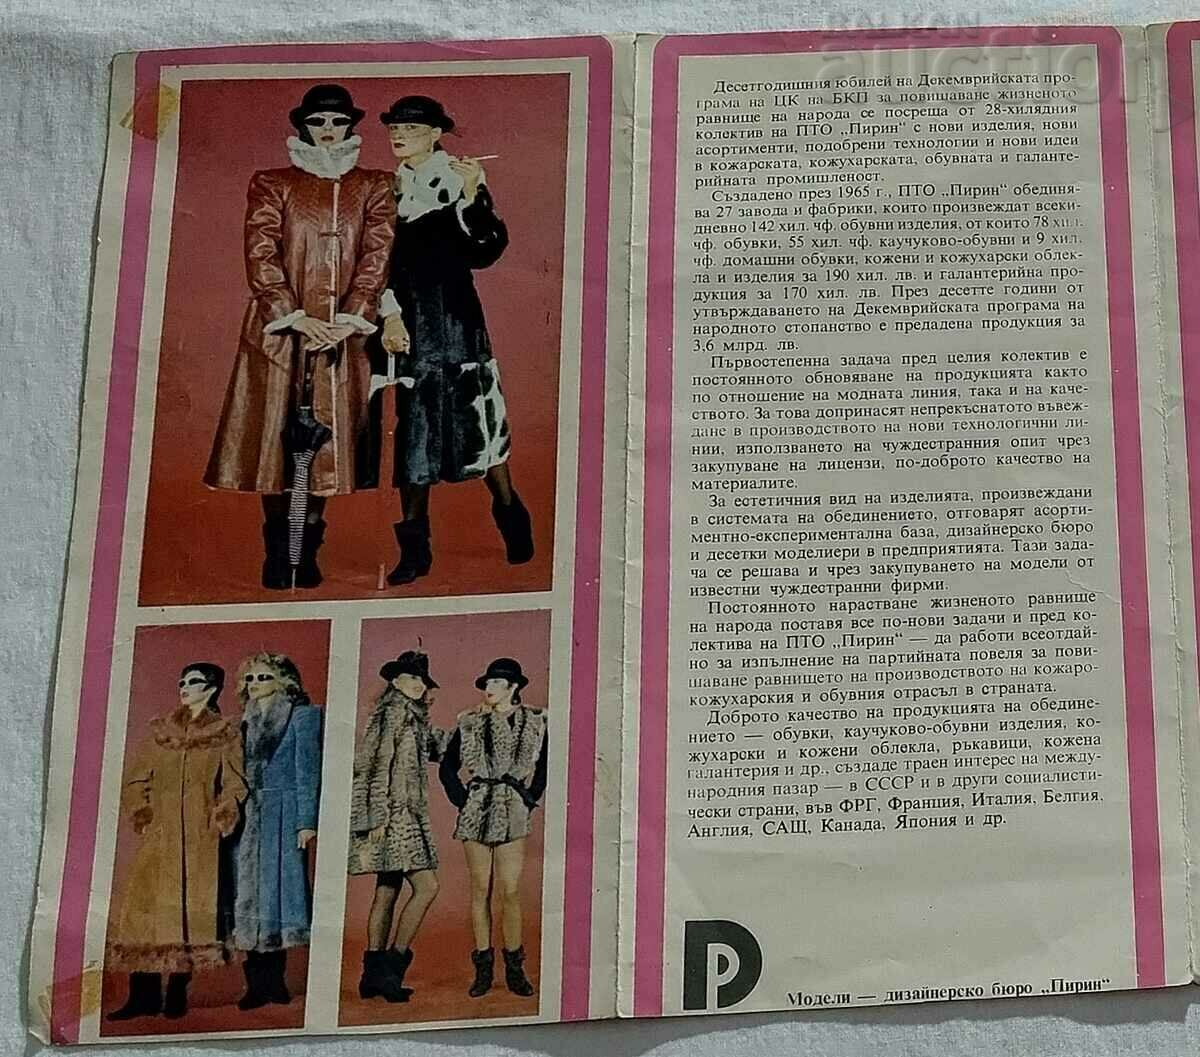 BALKAN
auction
Десетгодишния юбилей на Декемврийската про-
грама на ЦК на БКП за повишаване жизненото
равнище на народа се посреща от 28-хилядния
колектив на ПТО „Пирин“ с нови изделия, нови
асортименти, подобрени технологии и нови идеи
в кожарската, кожухарската, обувната и галанте-
рийната промишленост.
Създадено през 1965 г., ПТО „Пирин“ обединя-
ва 27 завода и фабрики, които произвеждат всеки-
дневно 142 хил. чф. обувни изделия, от които 78 хил.
чф. обувки, 55 хил. чф. каучуково-обувни и 9 хил.
чф. домашни обувки, кожени и кожухарски облек-
ла и изделия за 190 хил. лв. и галантерийна про-
дукция за 170 хил. лв. През десетте години от
утвърждаването на Декемврийската програма на
народното стопанство е предадена продукция за
3,6 млрд. лв.
Първостепенна задача пред целия колектив е
постоянното обновяване на продукцията както
по отношение на модната линия, така и на каче-
ството. За това допринасят непрекъснатото въвеж-
дане в производството на нови технологични ли-
нии, използването на чуждестранния опит чрез
закупуване на лицензи, по-доброто качество на
материалите.
За естетичния вид на изделията, произвеждани
в системата на обединението, отговарят асорти-
ментно-експериментална база, дизайнерско бюро
и десетки моделиери в предприятията. Тази зада-
ча се решава и чрез закупуването на модели от
известни чуждестранни фирми.
Постоянното нарастване жизненото равнище
на народа поставя все по-нови задачи и пред ко-
лектива на ПТО „Пирин“ — да работи всеотдай-
но за изпълнение на партийната повеля за пови-
шаване равнището на производството на кожаро-
кожухарския и обувния отрасъл в страната.
Доброто качество на продукцията на обедине-
нието — обувки, каучуково-обувни изделия, ко-
жухарски и кожени облекла, ръкавици, кожена
галантерия и др., създаде траен интерес на между-
народния пазар — в СССР и в други социалисти-
чески страни, във ФРГ, Франция, Италия, Белгия,
Англия, САЩ, Канада, Япония и др.
Модели — дизайнерско бюро „Пирин“